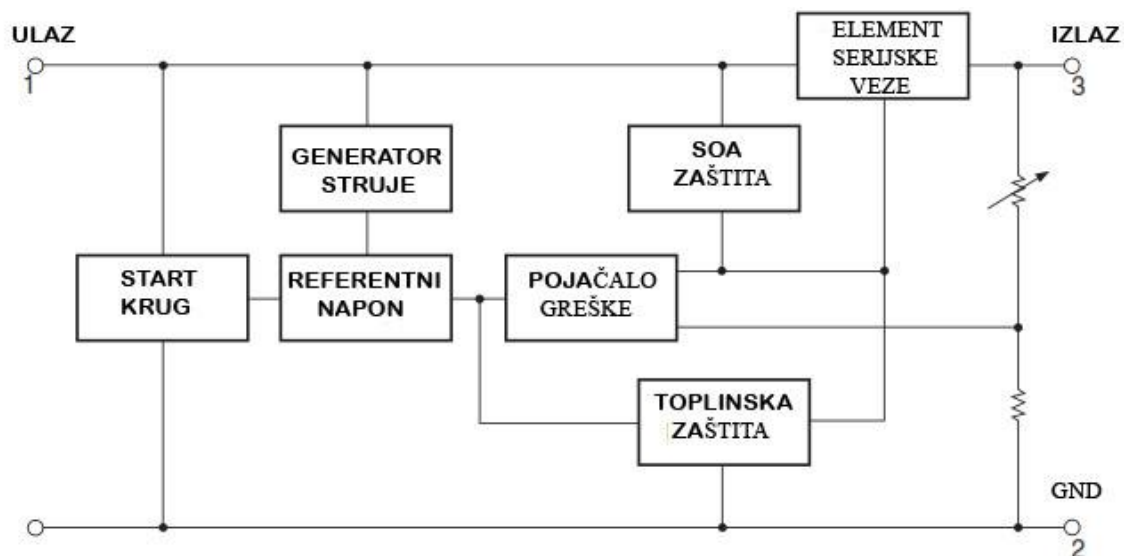 ULAZ
1
ELEMENT
SERIJSKE
VEZE
IZLAZ
3
GENERATOR
STRUJE
SOA
ZAŠTITA
START
KRUG
REFERENTNI
NAPON
POJAČALO
GREŠKE
TOPLINSKA
ZAŠTITA
GND
2